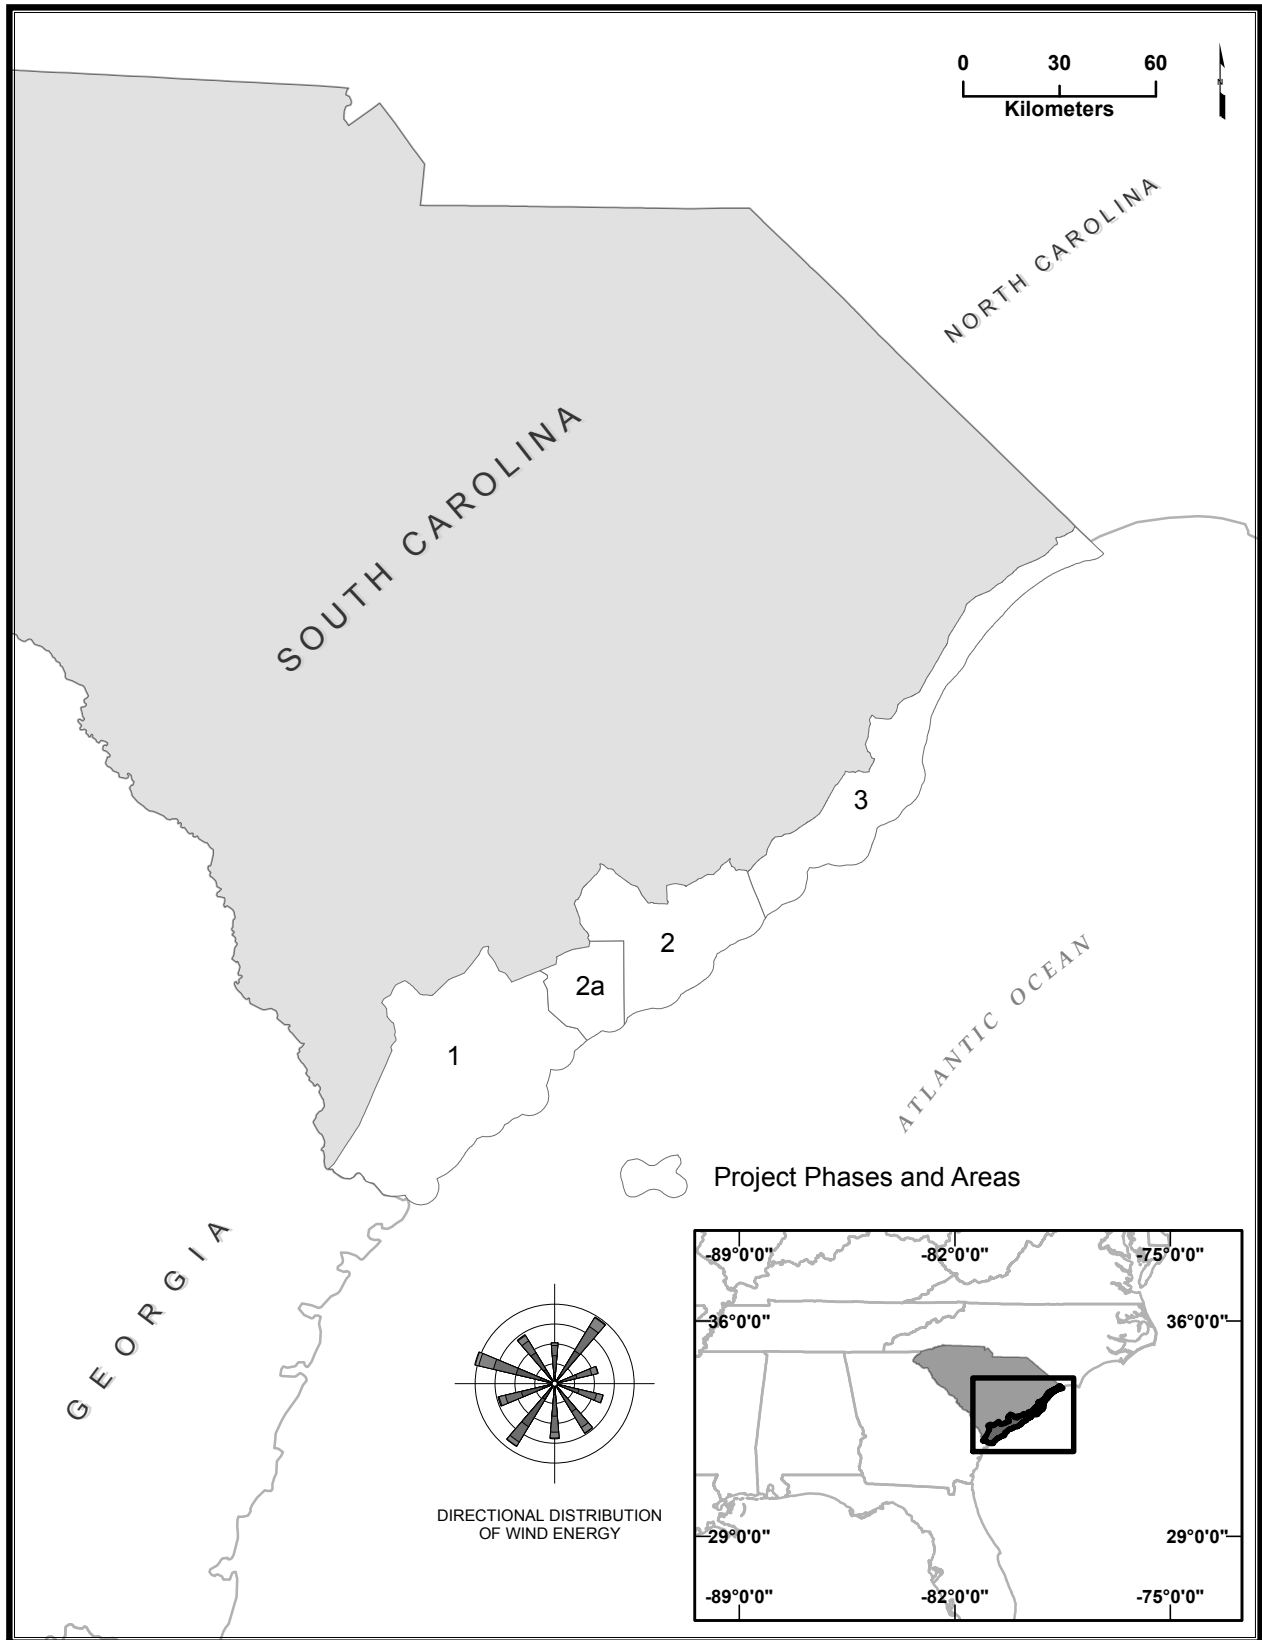 0 30 60
Kilometers
N
NORTH CAROLINA
SOUTH CAROLINA
3
2
2a
1
ATLANTIC OCEAN
Project Phases and Areas
GEORGIA
DIRECTIONAL DISTRIBUTION
OF WIND ENERGY
-89°0'0" -82°0'0" -75°0'0"
36°0'0" 36°0'0"
29°0'0" 29°0'0"
-89°0'0" -82°0'0" -75°0'0"